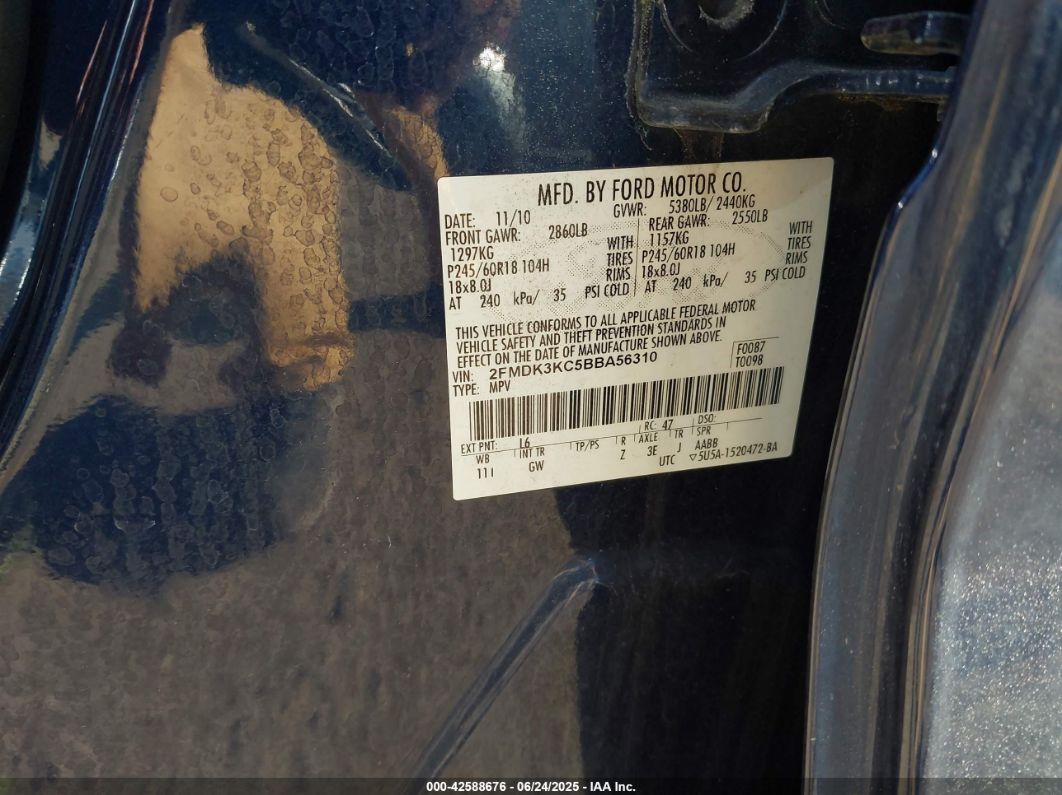 MFD. BY FORD MOTOR CO.
DATE: 11/10 GVWR: 5380LB/ 2440KG
FRONT GAWR: 2860LB REAR GAWR: 2550LB
1297KG WITH 1157KG WITH
P245/60R18 104H TIRES P245/60R18 104H TIRES
18x8.0J RIMS 18x8.0J RIMS
AT 240 kPa/ 35 PSI COLD AT 240 kPa/ 35 PSI COLD
THIS VEHICLE CONFORMS TO ALL APPLICABLE FEDERAL MOTOR
VEHICLE SAFETY AND THEFT PREVENTION STANDARDS IN
EFFECT ON THE DATE OF MANUFACTURE SHOWN ABOVE.
VIN: 2FMDK3KC5BBA56310 F0087
TYPE: MPV T0098
EXT PNT: L6 RC: 47 DSO:
WB INT TR TP/PS R AXLE TR SPR
111 GW Z 3E J AABB
UTC ▽5U5A-1520472-BA
000-42588676 - 06/24/2025 - IAA Inc.